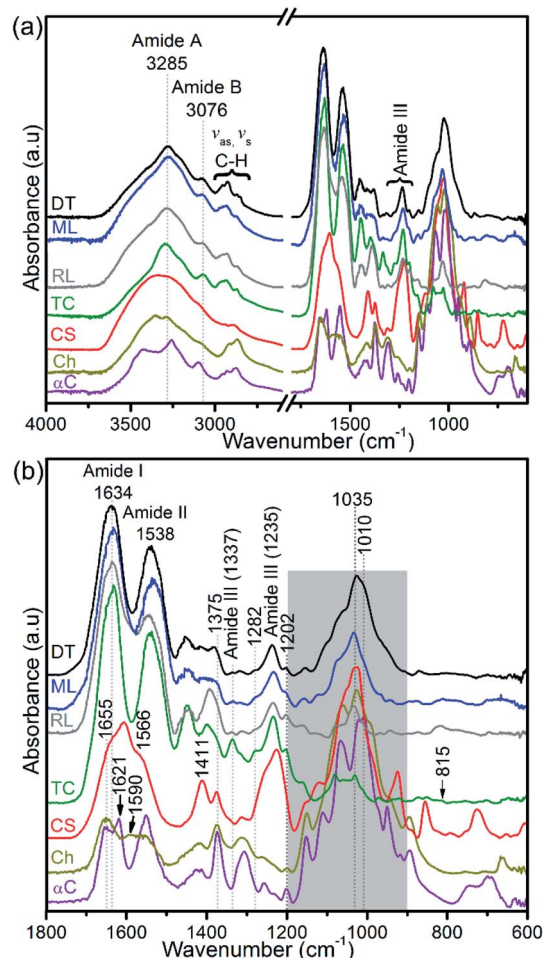 (a)
Amide A
3285
Amide B
3076
νas, νs
C-H
Amide III
DT
ML
RL
TC
CS
Ch
αC
Absorbance (a.u)
4000 3500 3000 1500 1000
Wavenumber (cm-1)
(b)
Amide I
1634
Amide II
1538
1375
Amide III (1337)
1282
Amide III (1235)
1202
1035
1010
DT
ML
RL
TC
CS
Ch
αC
1655
1621
1590
1566
1411
815
Absorbance (a.u)
1800 1600 1400 1200 1000 800 600
Wavenumber (cm-1)